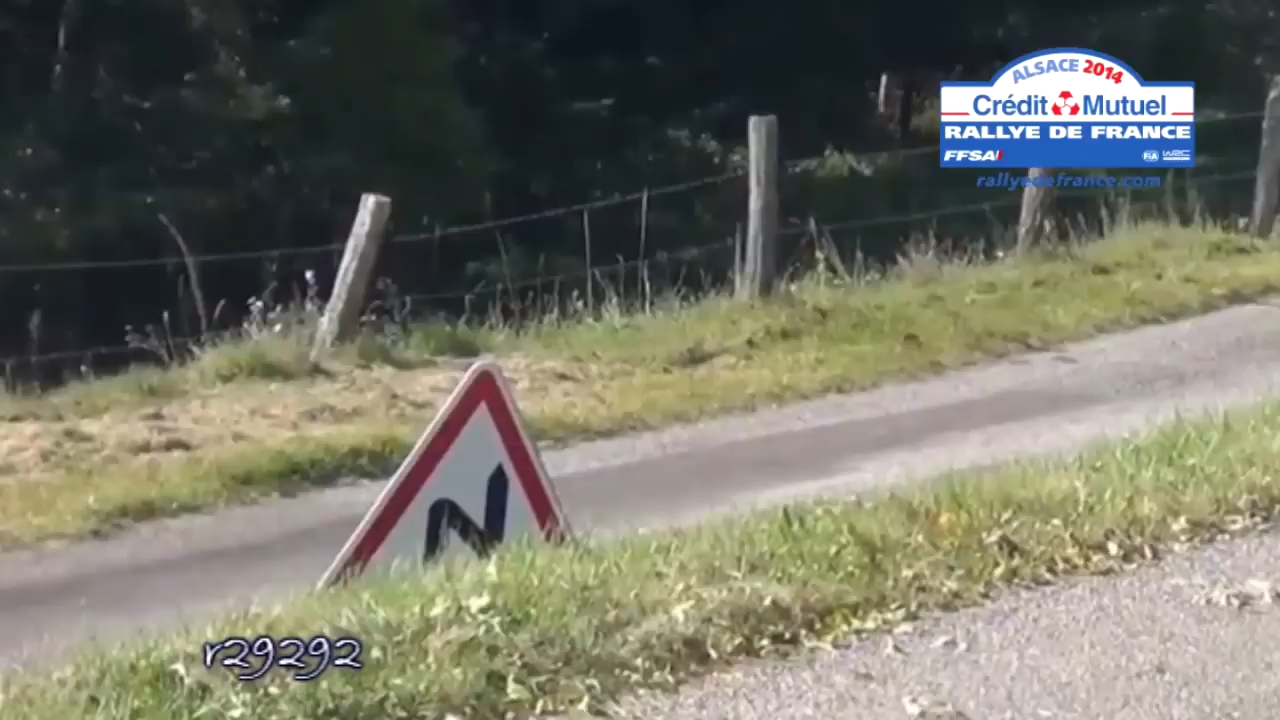 ALSACE 2014
Crédit Mutuel
RALLYE DE FRANCE
FFSA
FIA WRC
rallyedefrance.com
r29292